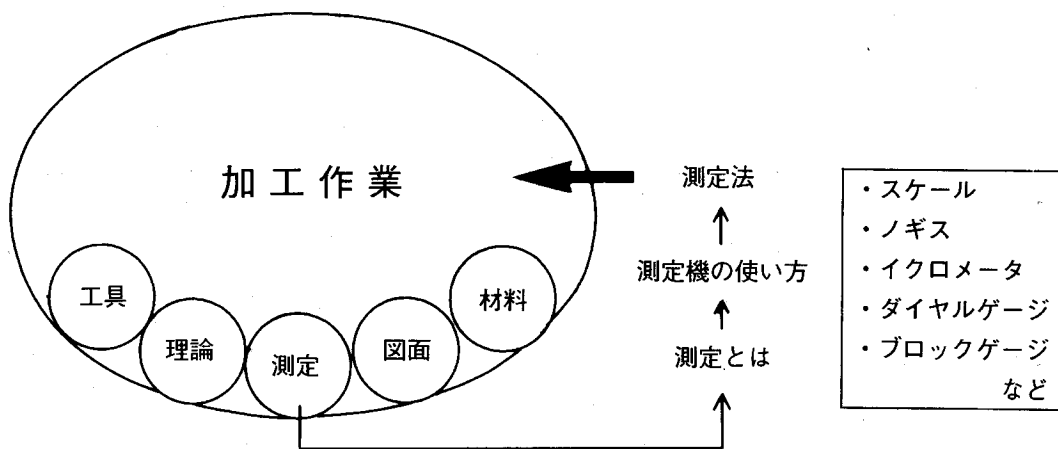 加工作業
工具
理論
測定
図面
材料
測定法
測定機の使い方
測定とは
・スケール
・ノギス
・イクロメータ
・ダイヤルゲージ
・ブロックゲージ
など